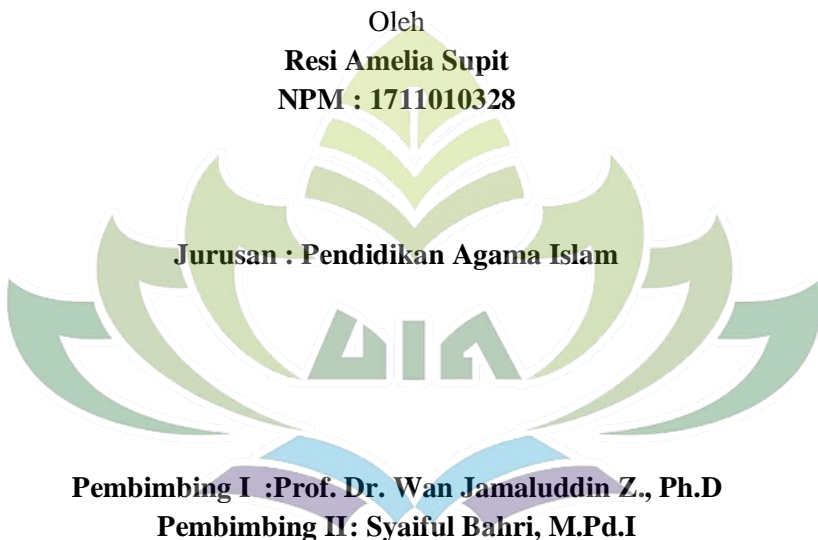 Oleh
Resi Amelia Supit
NPM : 1711010328
Jurusan : Pendidikan Agama Islam
UIN
Pembimbing I :Prof. Dr. Wan Jamaluddin Z., Ph.D
Pembimbing II: Syaiful Bahri, M.Pd.I